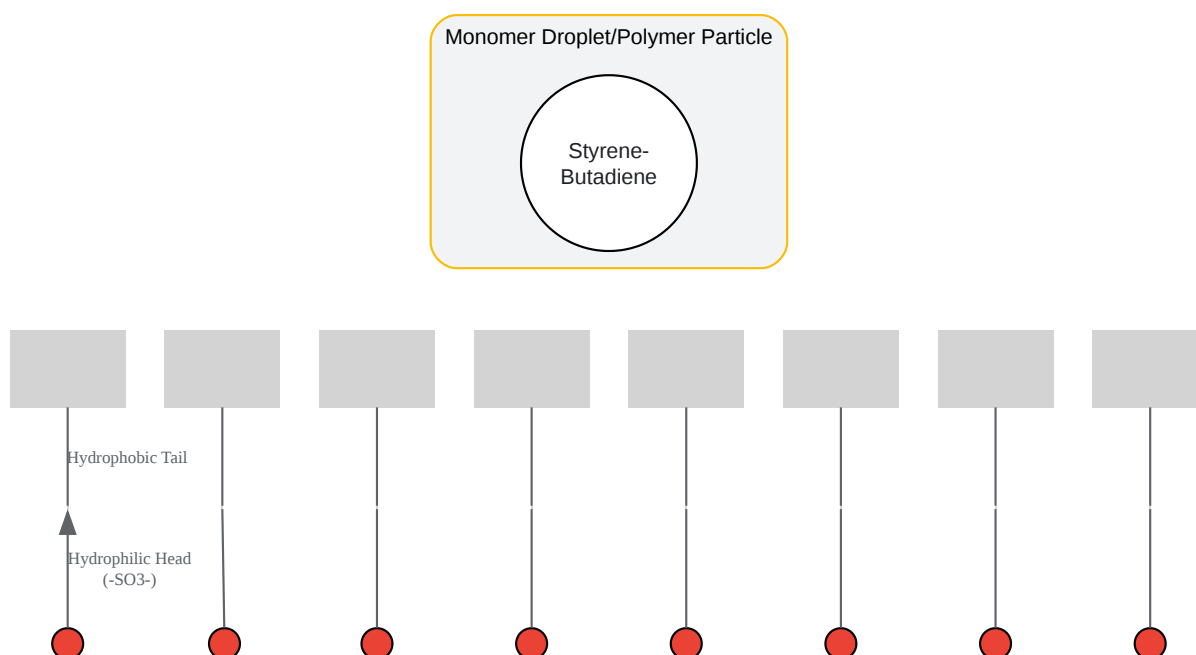 Monomer Droplet/Polymer Particle
Styrene-
Butadiene
Hydrophobic Tail
Hydrophilic Head
(-SO3-)